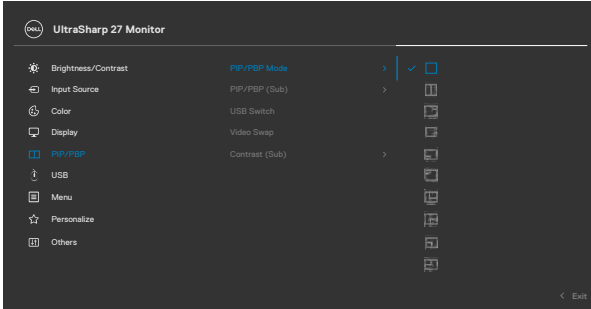 DELL
UltraSharp 27 Monitor
Brightness/Contrast
PIP/PBP Mode
Input Source
PIP/PBP (Sub)
Color
USB Switch
Display
Video Swap
PIP/PBP
Contrast (Sub)
USB
Menu
Personalize
Others
Exit